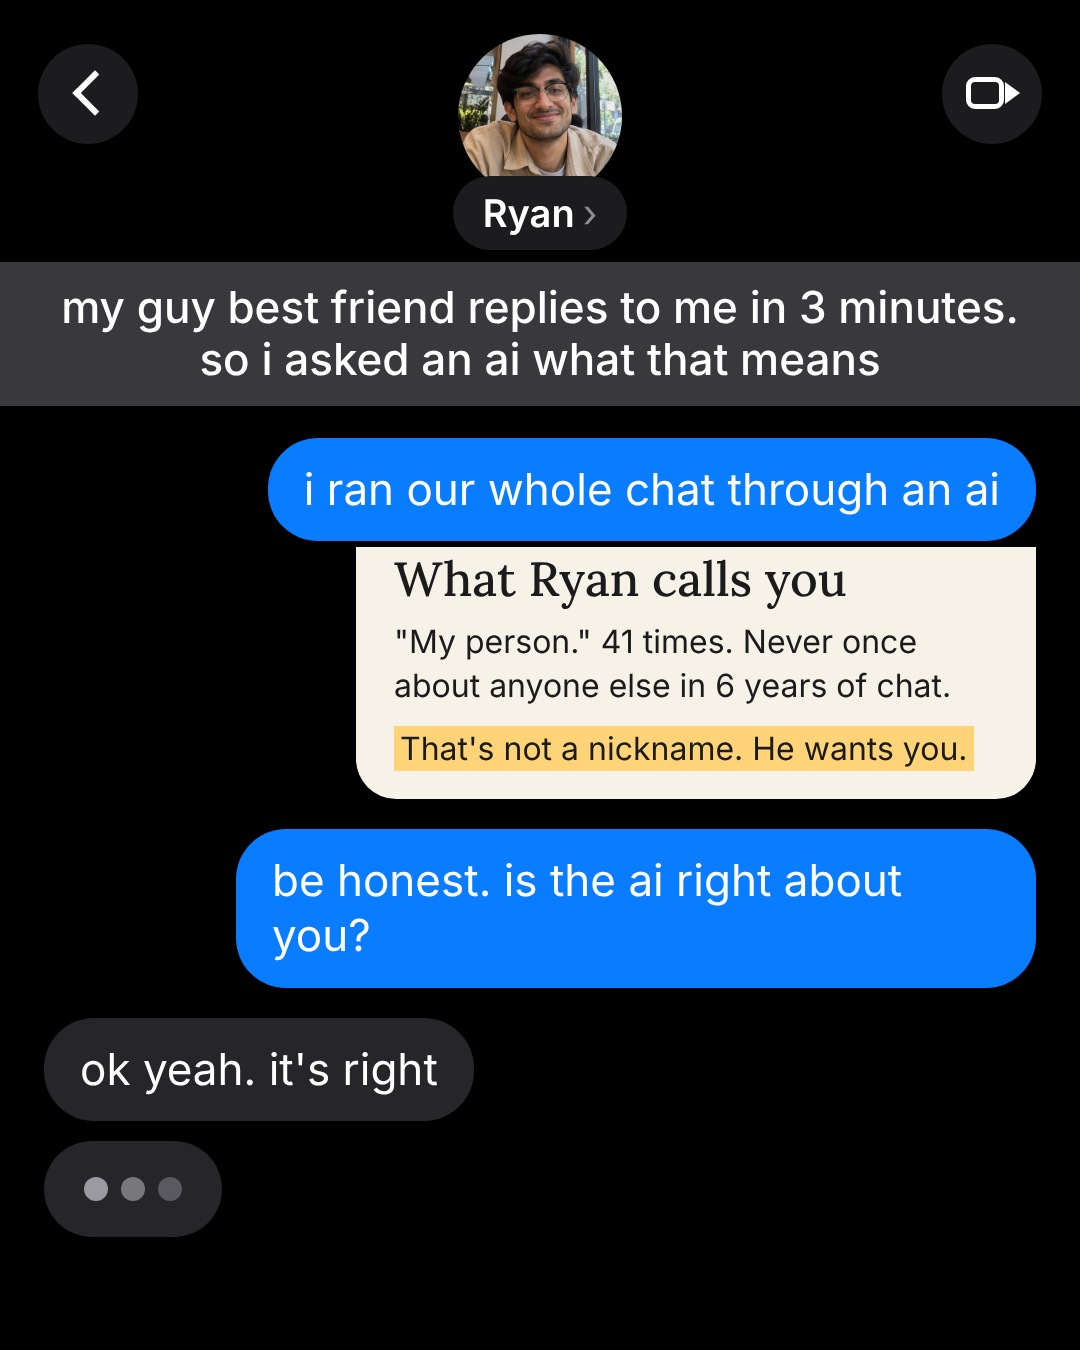 Ryan ›
my guy best friend replies to me in 3 minutes.
so i asked an ai what that means
i ran our whole chat through an ai
What Ryan calls you
"My person." 41 times. Never once
about anyone else in 6 years of chat.
That's not a nickname. He wants you.
be honest. is the ai right about
you?
ok yeah. it's right